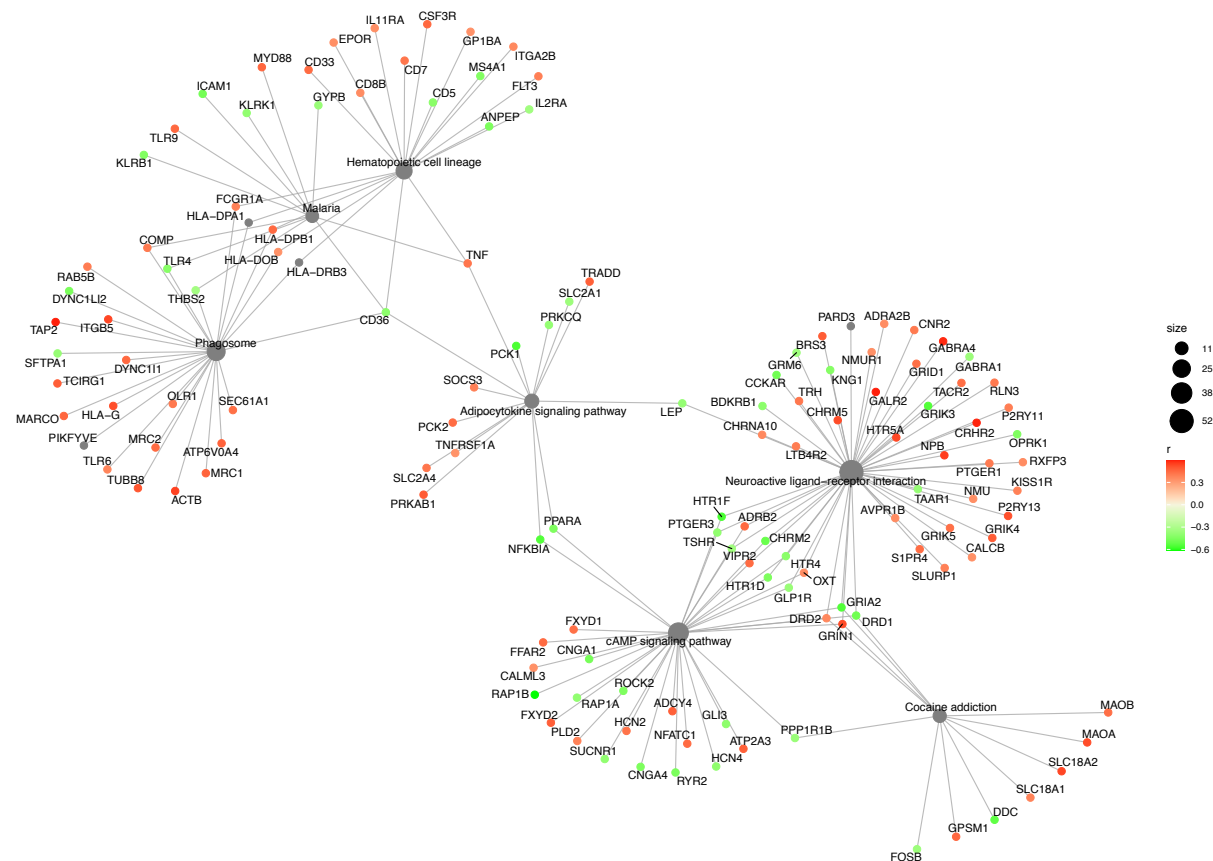 IL11RA
CSF3R
EPOR
GP1BA
ITGA2B
MYD88
CD33
CD7
MS4A1
ICAM1
CD8B
FLT3
KLRK1
GYPB
CD5
IL2RA
ANPEP
TLR9
KLRB1
Hematopoietic cell lineage
FCGR1A
Malaria
HLA−DPA1
COMP
HLA−DPB1
TLR4
HLA−DOB
HLA−DRB3
TNF
RAB5B
THBS2
TRADD
SLC2A1
DYNC1LI2
CD36
PRKCQ
TAP2
ITGB5
Phagosome
PCK1
SFTPA1
DYNC1I1
TCIRG1
SOCS3
OLR1
SEC61A1
Adipocytokine signaling pathway
LEP
MARCO
HLA−G
PCK2
PIKFYVE
MRC2
ATP6V0A4
TNFRSF1A
TLR6
MRC1
SLC2A4
TUBB8
ACTB
PRKAB1
PPARA
NFKBIA
PARD3
ADRA2B
CNR2
BRS3
GABRA4
GRM6
NMUR1
GRID1
GABRA1
CCKAR
KNG1
TACR2
RLN3
BDKRB1
TRH
GALR2
GRIK3
CHRM5
P2RY11
CHRNA10
HTR5A
CRHR2
OPRK1
LTB4R2
NPB
PTGER1
RXFP3
Neuroactive ligand−receptor interaction
KISS1R
HTR1F
TAAR1
NMU
PTGER3
ADRB2
AVPR1B
P2RY13
TSHR
CHRM2
GRIK5
GRIK4
VIPR2
CALCB
HTR4
S1PR4
OXT
SLURP1
HTR1D
GLP1R
GRIA2
DRD2
DRD1
GRIN1
FXYD1
cAMP signaling pathway
FFAR2
CNGA1
CALML3
RAP1B
ROCK2
RAP1A
ADCY4
FXYD2
GLI3
PLD2
HCN2
NFATC1
ATP2A3
PPP1R1B
SUCNR1
HCN4
CNGA4
RYR2
Cocaine addiction
MAOB
MAOA
SLC18A2
SLC18A1
DDC
GPSM1
FOSB
size
11
25
38
52
r
0.3
0.0
−0.3
−0.6